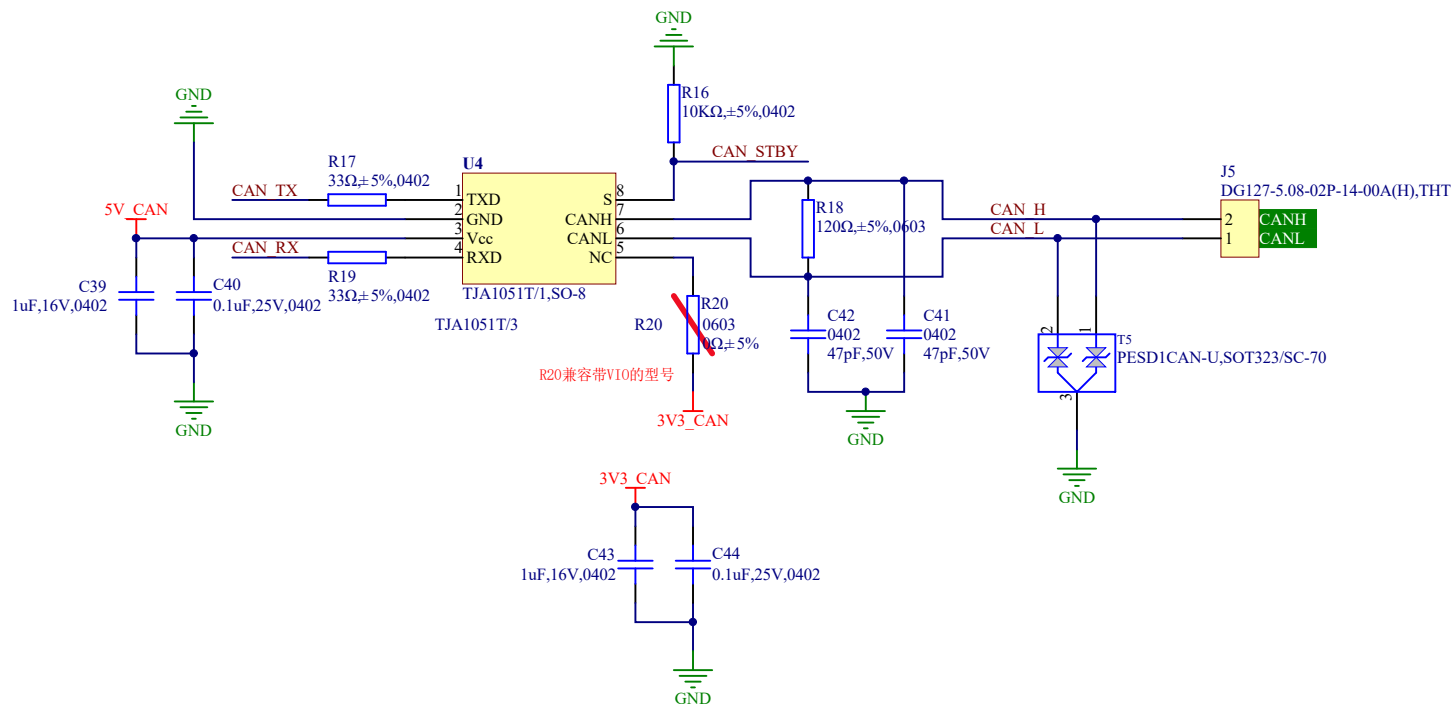 GND
R16
10KΩ,±5%,0402
CAN_STBY
GND
R17
33Ω,±5%,0402
CAN_TX
5V_CAN
CAN_RX
R19
33Ω,±5%,0402
C39
1uF,16V,0402
C40
0.1uF,25V,0402
GND
U4
1
TXD
2
GND
3
Vcc
4
RXD
8
S
7
CANH
6
CANL
5
NC
TJA1051T/1,SO-8
TJA1051T/3
R20
R20
0603
0Ω,±5%
R20兼容带VIO的型号
3V3_CAN
R18
120Ω,±5%,0603
C42
0402
47pF,50V
C41
0402
47pF,50V
GND
CAN_H
CAN_L
J5
DG127-5.08-02P-14-00A(H),THT
2
CANH
1
CANL
2
1
T5
PESD1CAN-U,SOT323/SC-70
3
GND
3V3_CAN
C43
1uF,16V,0402
C44
0.1uF,25V,0402
GND